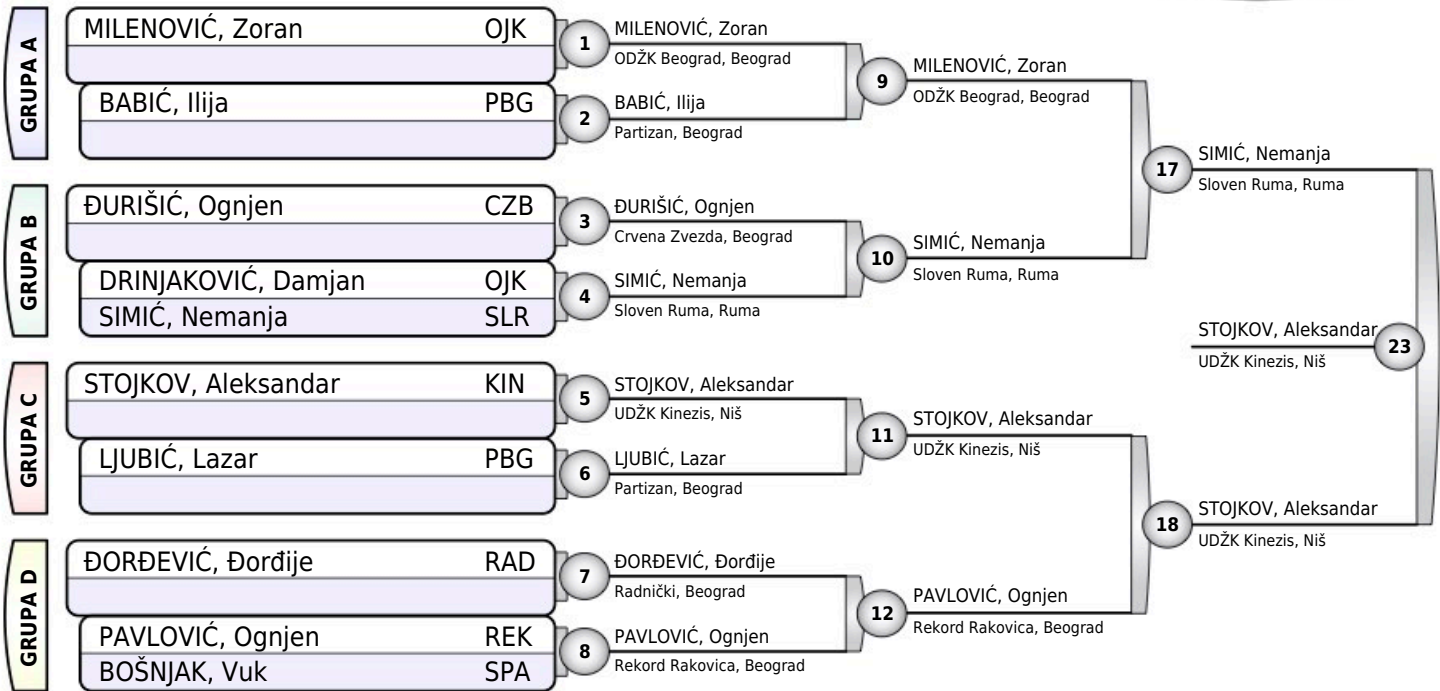 GRUPA A
MILENOVIĆ, Zoran OJK
BABIĆ, Ilija PBG
GRUPA B
ĐURIŠIĆ, Ognjen CZB
DRINJAKOVIĆ, Damjan OJK
SIMIĆ, Nemanja SLR
GRUPA C
STOJKOV, Aleksandar KIN
LJUBIĆ, Lazar PBG
GRUPA D
ĐORĐEVIĆ, Đorđije RAD
PAVLOVIĆ, Ognjen REK
BOŠNJAK, Vuk SPA
1
MILENOVIĆ, Zoran
ODŽK Beograd, Beograd
2
BABIĆ, Ilija
Partizan, Beograd
3
ĐURIŠIĆ, Ognjen
Crvena Zvezda, Beograd
4
SIMIĆ, Nemanja
Sloven Ruma, Ruma
5
STOJKOV, Aleksandar
UDŽK Kinezis, Niš
6
LJUBIĆ, Lazar
Partizan, Beograd
7
ĐORĐEVIĆ, Đorđije
Radnički, Beograd
8
PAVLOVIĆ, Ognjen
Rekord Rakovica, Beograd
9
MILENOVIĆ, Zoran
ODŽK Beograd, Beograd
10
SIMIĆ, Nemanja
Sloven Ruma, Ruma
11
STOJKOV, Aleksandar
UDŽK Kinezis, Niš
12
PAVLOVIĆ, Ognjen
Rekord Rakovica, Beograd
17
SIMIĆ, Nemanja
Sloven Ruma, Ruma
18
STOJKOV, Aleksandar
UDŽK Kinezis, Niš
STOJKOV, Aleksandar
UDŽK Kinezis, Niš
23